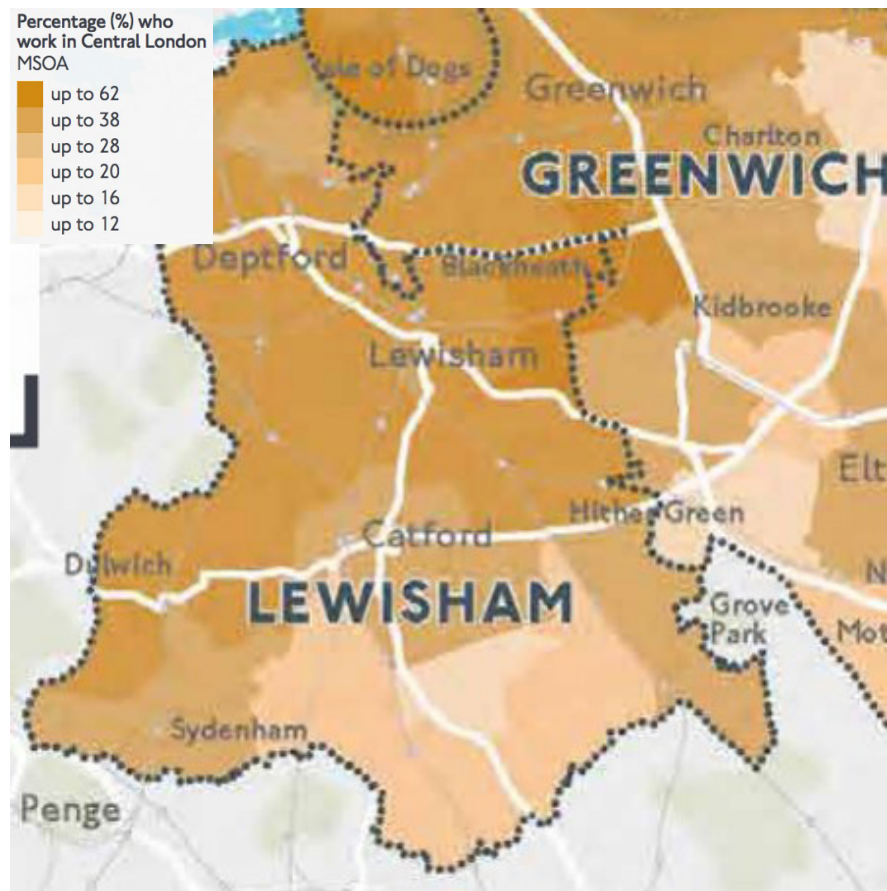 Percentage (%) who
work in Central London
MSOA
up to 62
up to 38
up to 28
up to 20
up to 16
up to 12
Isle of Dogs
Greenwich
Charlton
GREENWICH
Deptford
Blackheath
Kidbrooke
Lewisham
Elt
Hither Green
Catford
Dulwich
N
LEWISHAM
Grove
Park
Mot
Sydenham
Penge